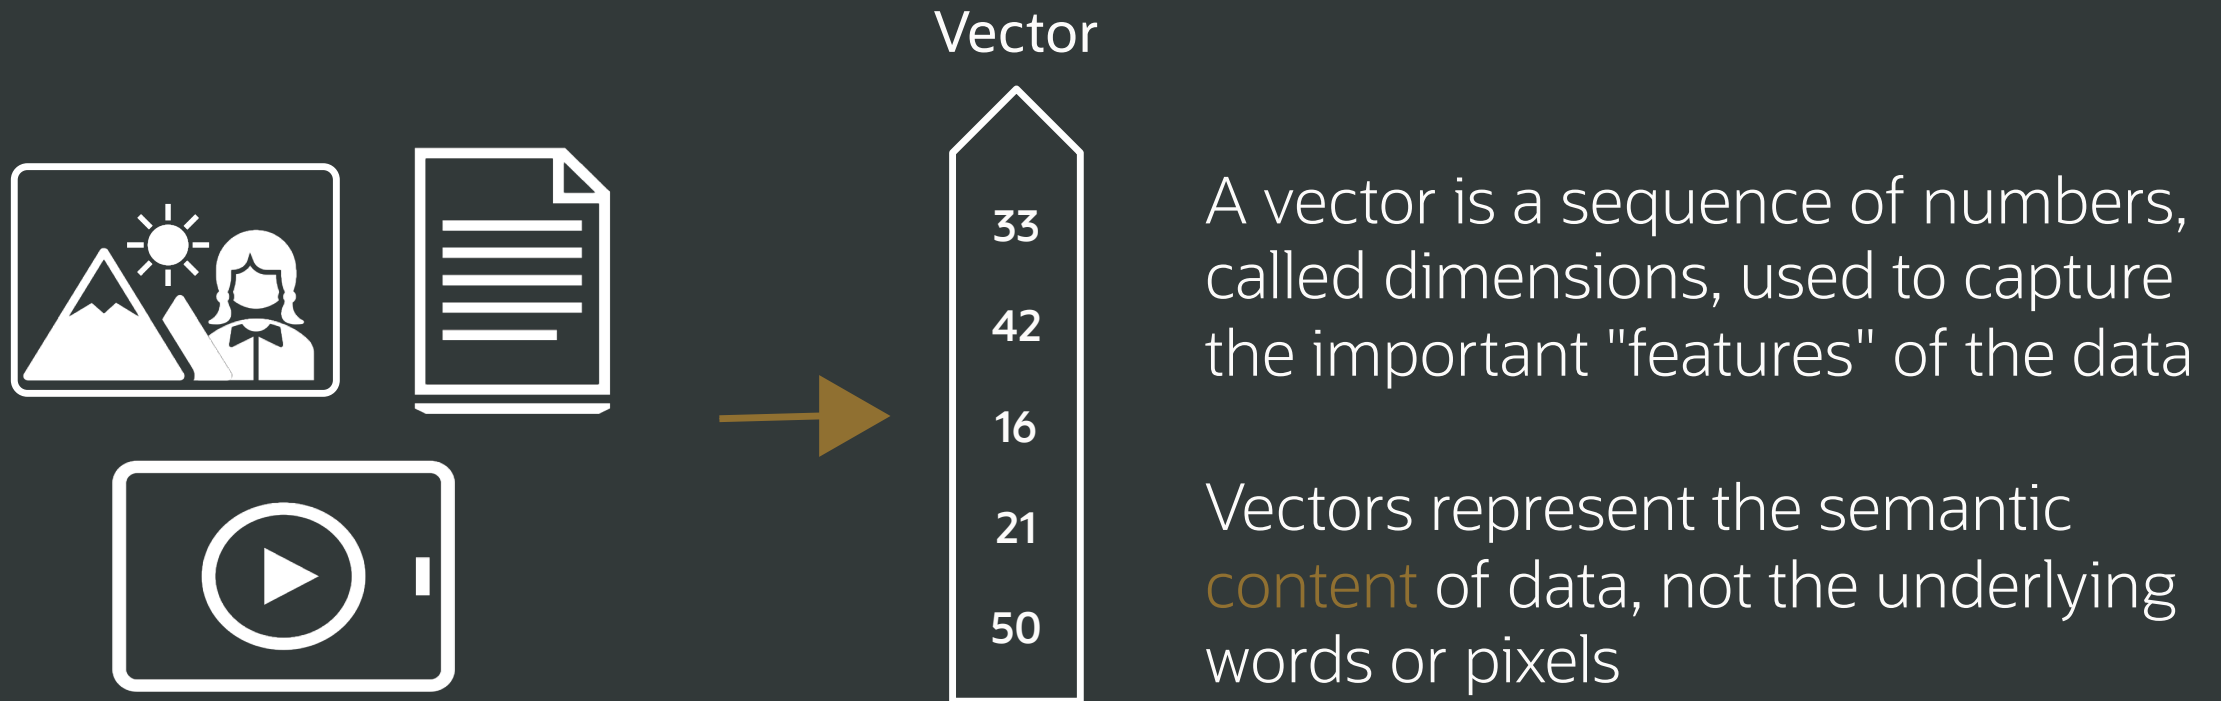 Vector
33
42
16
21
50
A vector is a sequence of numbers,
called dimensions, used to capture
the important "features" of the data
Vectors represent the semantic
content of data, not the underlying
words or pixels